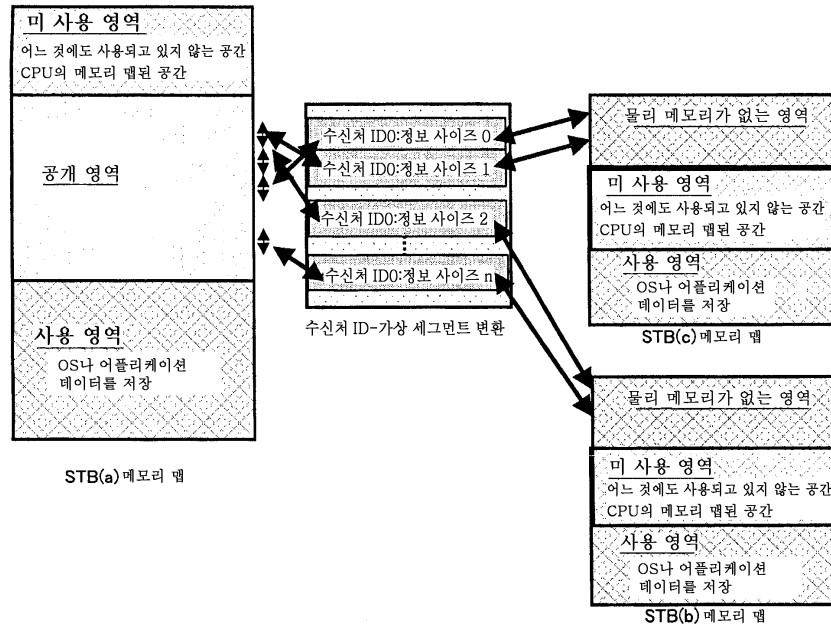 미 사용 영역
어느 것에도 사용되고 있지 않는 공간
CPU의 메모리 맵된 공간
공개 영역
사용 영역
OS나 어플리케이션
데이터를 저장
STB(a)메모리 맵
수신처 ID0:정보 사이즈 0
수신처 ID0:정보 사이즈 1
수신처 ID0:정보 사이즈 2
수신처 ID0:정보 사이즈 n
수신처 ID-가상 세그먼트 변환
물리 메모리가 없는 영역
미 사용 영역
어느 것에도 사용되고 있지 않는 공간
CPU의 메모리 맵된 공간
사용 영역
OS나 어플리케이션
데이터를 저장
STB(c)메모리 맵
물리 메모리가 없는 영역
미 사용 영역
어느 것에도 사용되고 있지 않는 공간
CPU의 메모리 맵된 공간
사용 영역
OS나 어플리케이션
데이터를 저장
STB(b)메모리 맵